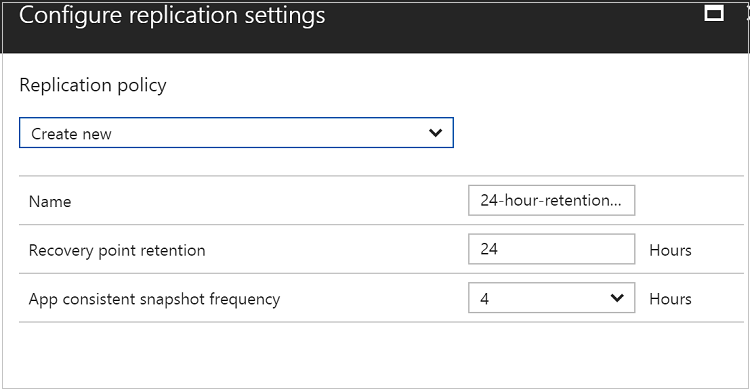 Configure replication settings
Replication policy
Create new
Name 24-hour-retention...
Recovery point retention 24 Hours
App consistent snapshot frequency 4 Hours